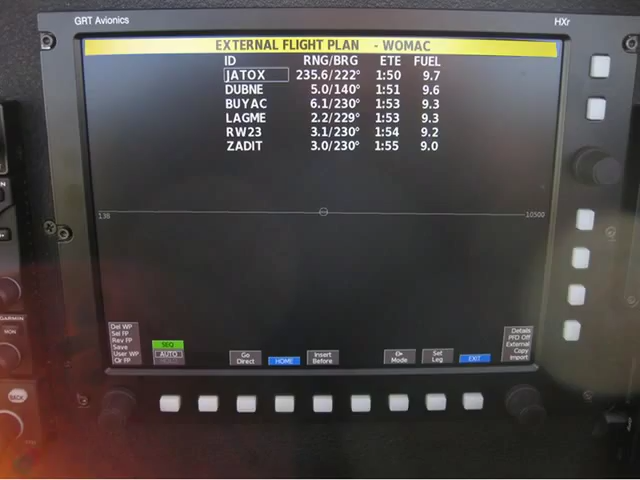 GRT Avionics HXr
EXTERNAL FLIGHT PLAN - WOMAC
ID RNG/BRG ETE FUEL
JATOX 235.6/222° 1:50 9.7
DUBNE 5.0/140° 1:51 9.6
BUYAC 6.1/230° 1:53 9.3
LAGME 2.2/229° 1:53 9.3
RW23 3.1/230° 1:54 9.2
ZADIT 3.0/230° 1:55 9.0
138 10500
Del WP
Sel FP
Rev FP
Save
User WP
Clr FP
SEQ
AUTO
HOLD
Go
Direct
HOME
Insert
Before
Mode
Set
Leg
EXIT
Details
PFD Off
External
Copy
Import
GARMIN
MON
BACK